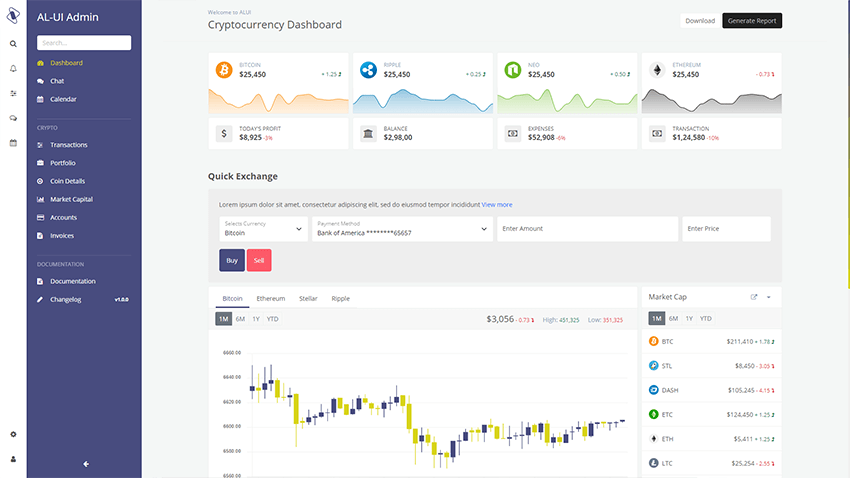 AL-UI Admin
Search...
Dashboard
Chat
Calendar
CRYPTO
Transactions
Portfolio
Coin Details
Market Capital
Accounts
Invoices
DOCUMENTATION
Documentation
Changelog v1.0.0
Welcome to ALUI
Cryptocurrency Dashboard
Download Generate Report
BITCOIN
$25,450 + 1.25
RIPPLE
$25,450 + 0.25
NEO
$25,450 + 0.50
ETHEREUM
$25,450 - 0.73
TODAY'S PROFIT
$8,925 -3%
BALANCE
$2,98,00
EXPENSES
$52,908 -6%
TRANSACTION
$1,24,580 -10%
Quick Exchange
Lorem ipsum dolor sit amet, consectetur adipiscing elit, sed do eiusmod tempor incididunt View more
Selects Currency
Bitcoin
Payment Method
Bank of America ********65657
Enter Amount
Enter Price
Buy Sell
Bitcoin Ethereum Stellar Ripple
1M 6M 1Y YTD
$3,056 - 0.73 High: 451,325 Low: 351,325
6660.00
6640.00
6620.00
6600.00
6580.00
6560.00
Market Cap
1M 6M 1Y YTD
BTC $211,410 + 1.78
STL $8,450 - 3.05
DASH $105,245 - 4.15
ETC $124,450 + 1.25
ETH $5,411 + 1.25
LTC $25,254 - 2.55